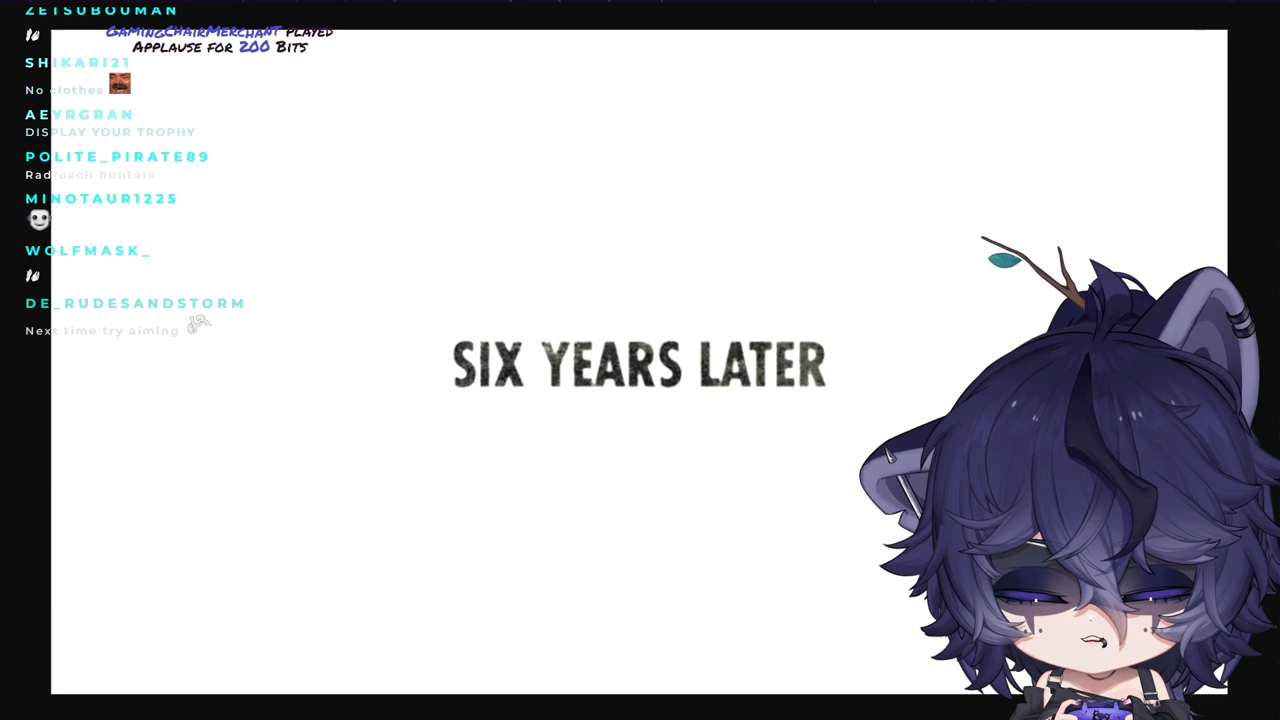 ZETSUBOUMAN
GAMINGCHAIRMERCHANT PLAYED
APPLAUSE FOR 200 BITS
SHIKARI21
No clothes
AEYRGRAN
DISPLAY YOUR TROPHY
POLITE_PIRATE89
Radroach hunters
MINOTAUR1225
WOLFMASK_
DE_RUDESANDSTORM
Next time try aiming
SIX YEARS LATER